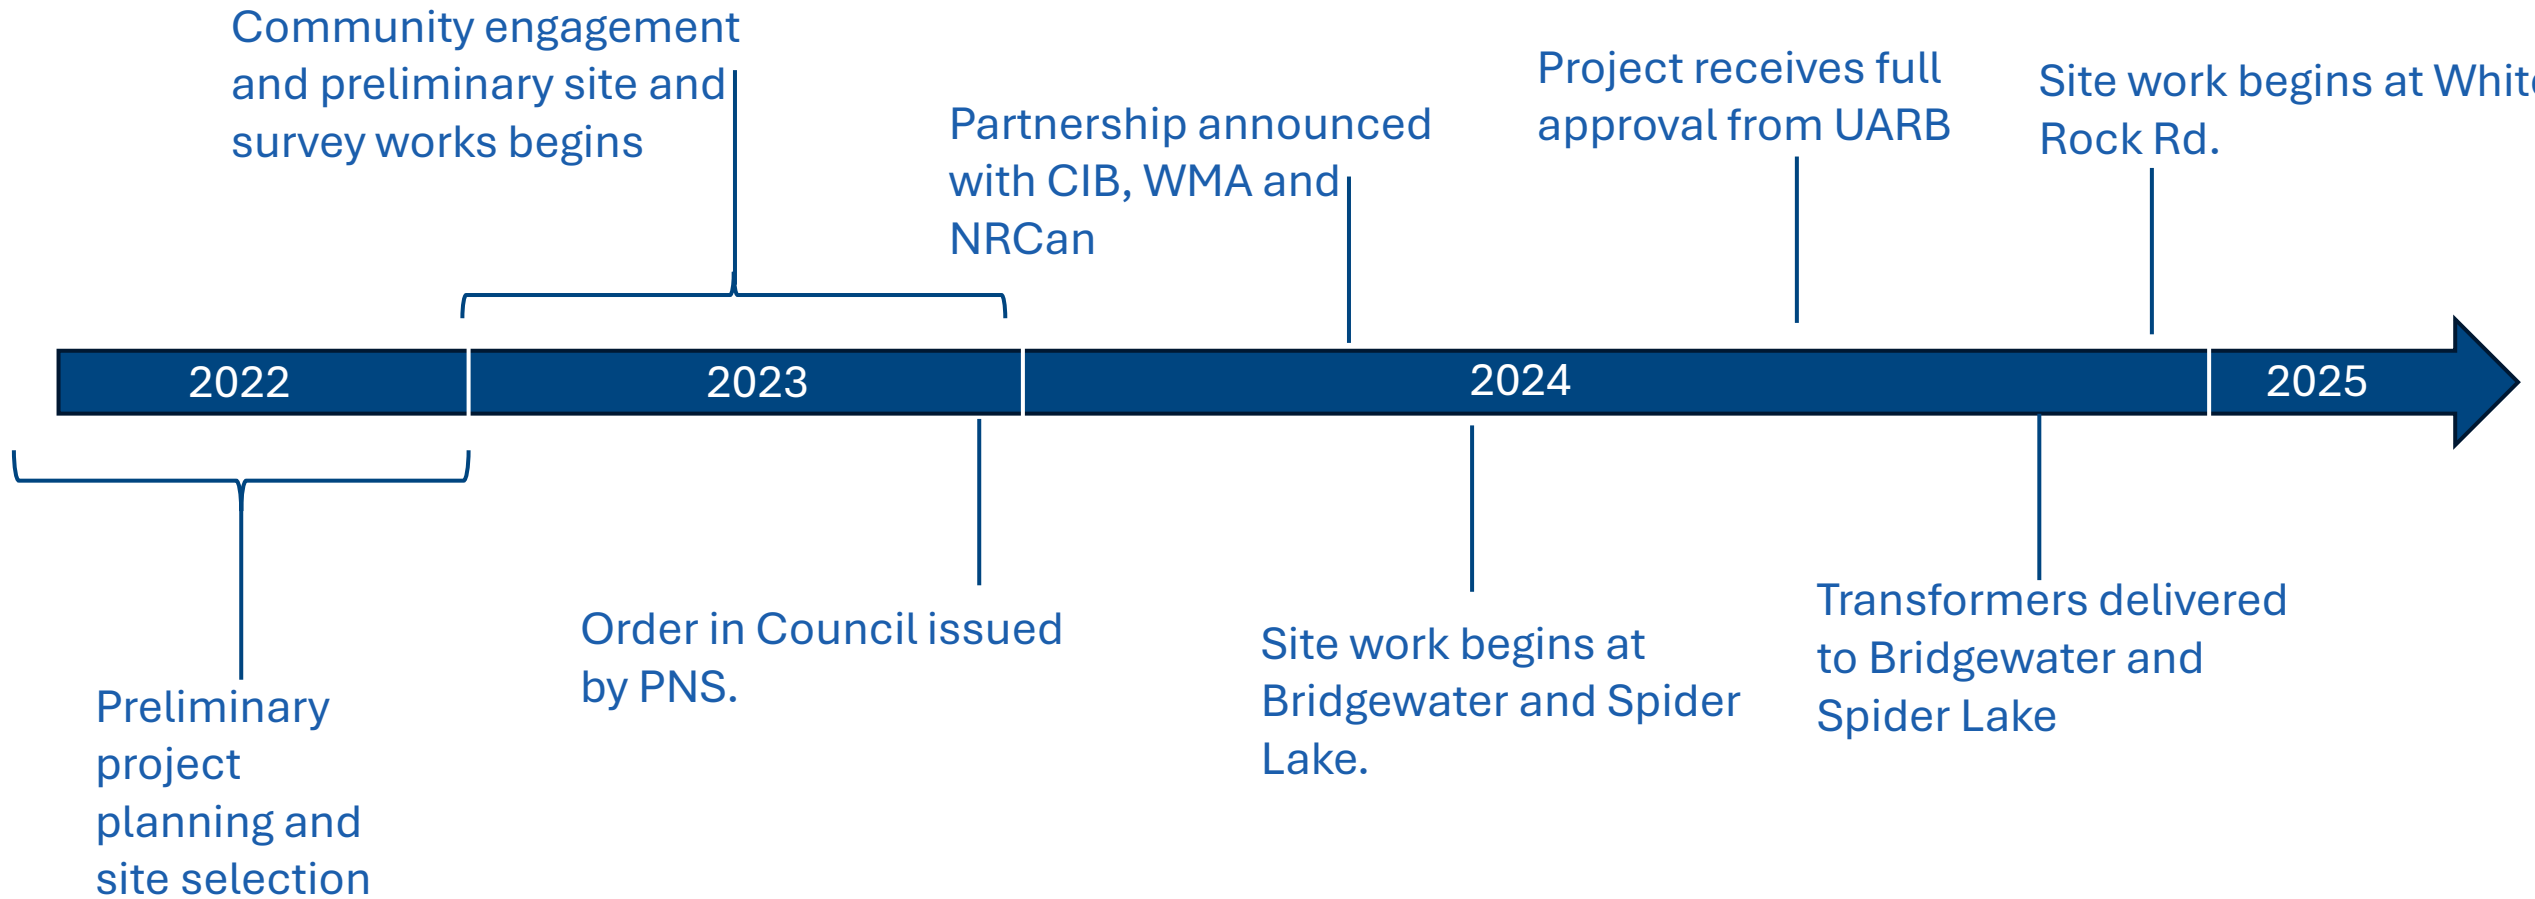 Community engagement
and preliminary site and
survey works begins
Partnership announced
with CIB, WMA and
NRCan
Project receives full
approval from UARB
Site work begins at White
Rock Rd.
2022
2023
2024
2025
Preliminary
project
planning and
site selection
Order in Council issued
by PNS.
Site work begins at
Bridgewater and Spider
Lake.
Transformers delivered
to Bridgewater and
Spider Lake